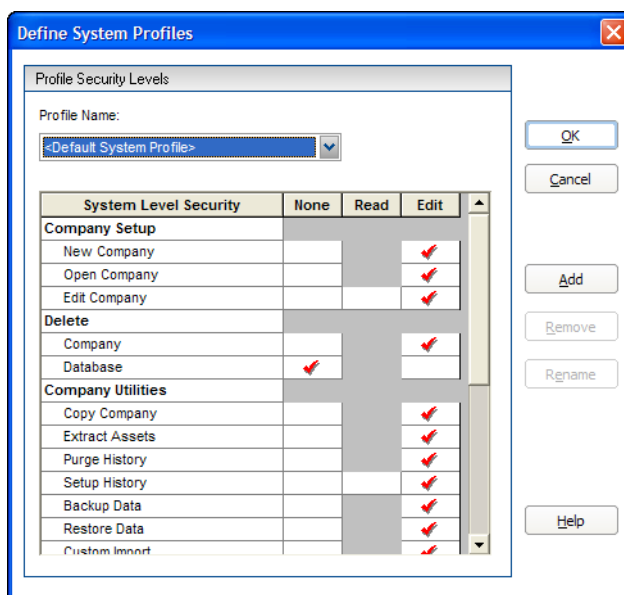 Define System Profiles
Profile Security Levels
Profile Name:
<Default System Profile>
System Level Security None Read Edit
Company Setup
New Company
Open Company
Edit Company
Delete
Company
Database
Company Utilities
Copy Company
Extract Assets
Purge History
Setup History
Backup Data
Restore Data
Custom Import
OK
Cancel
Add
Remove
Rename
Help